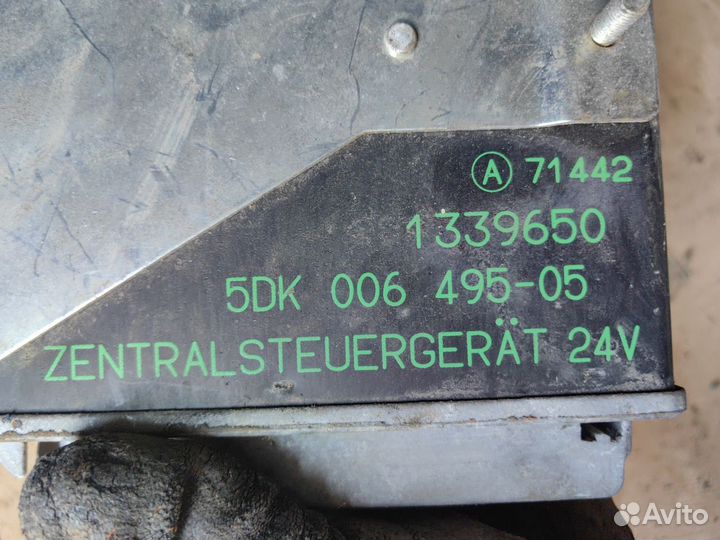 Ⓐ 71442
1339650
5DK 006 495-05
ZENTRALSTEUERGERÄT 24V
Avito